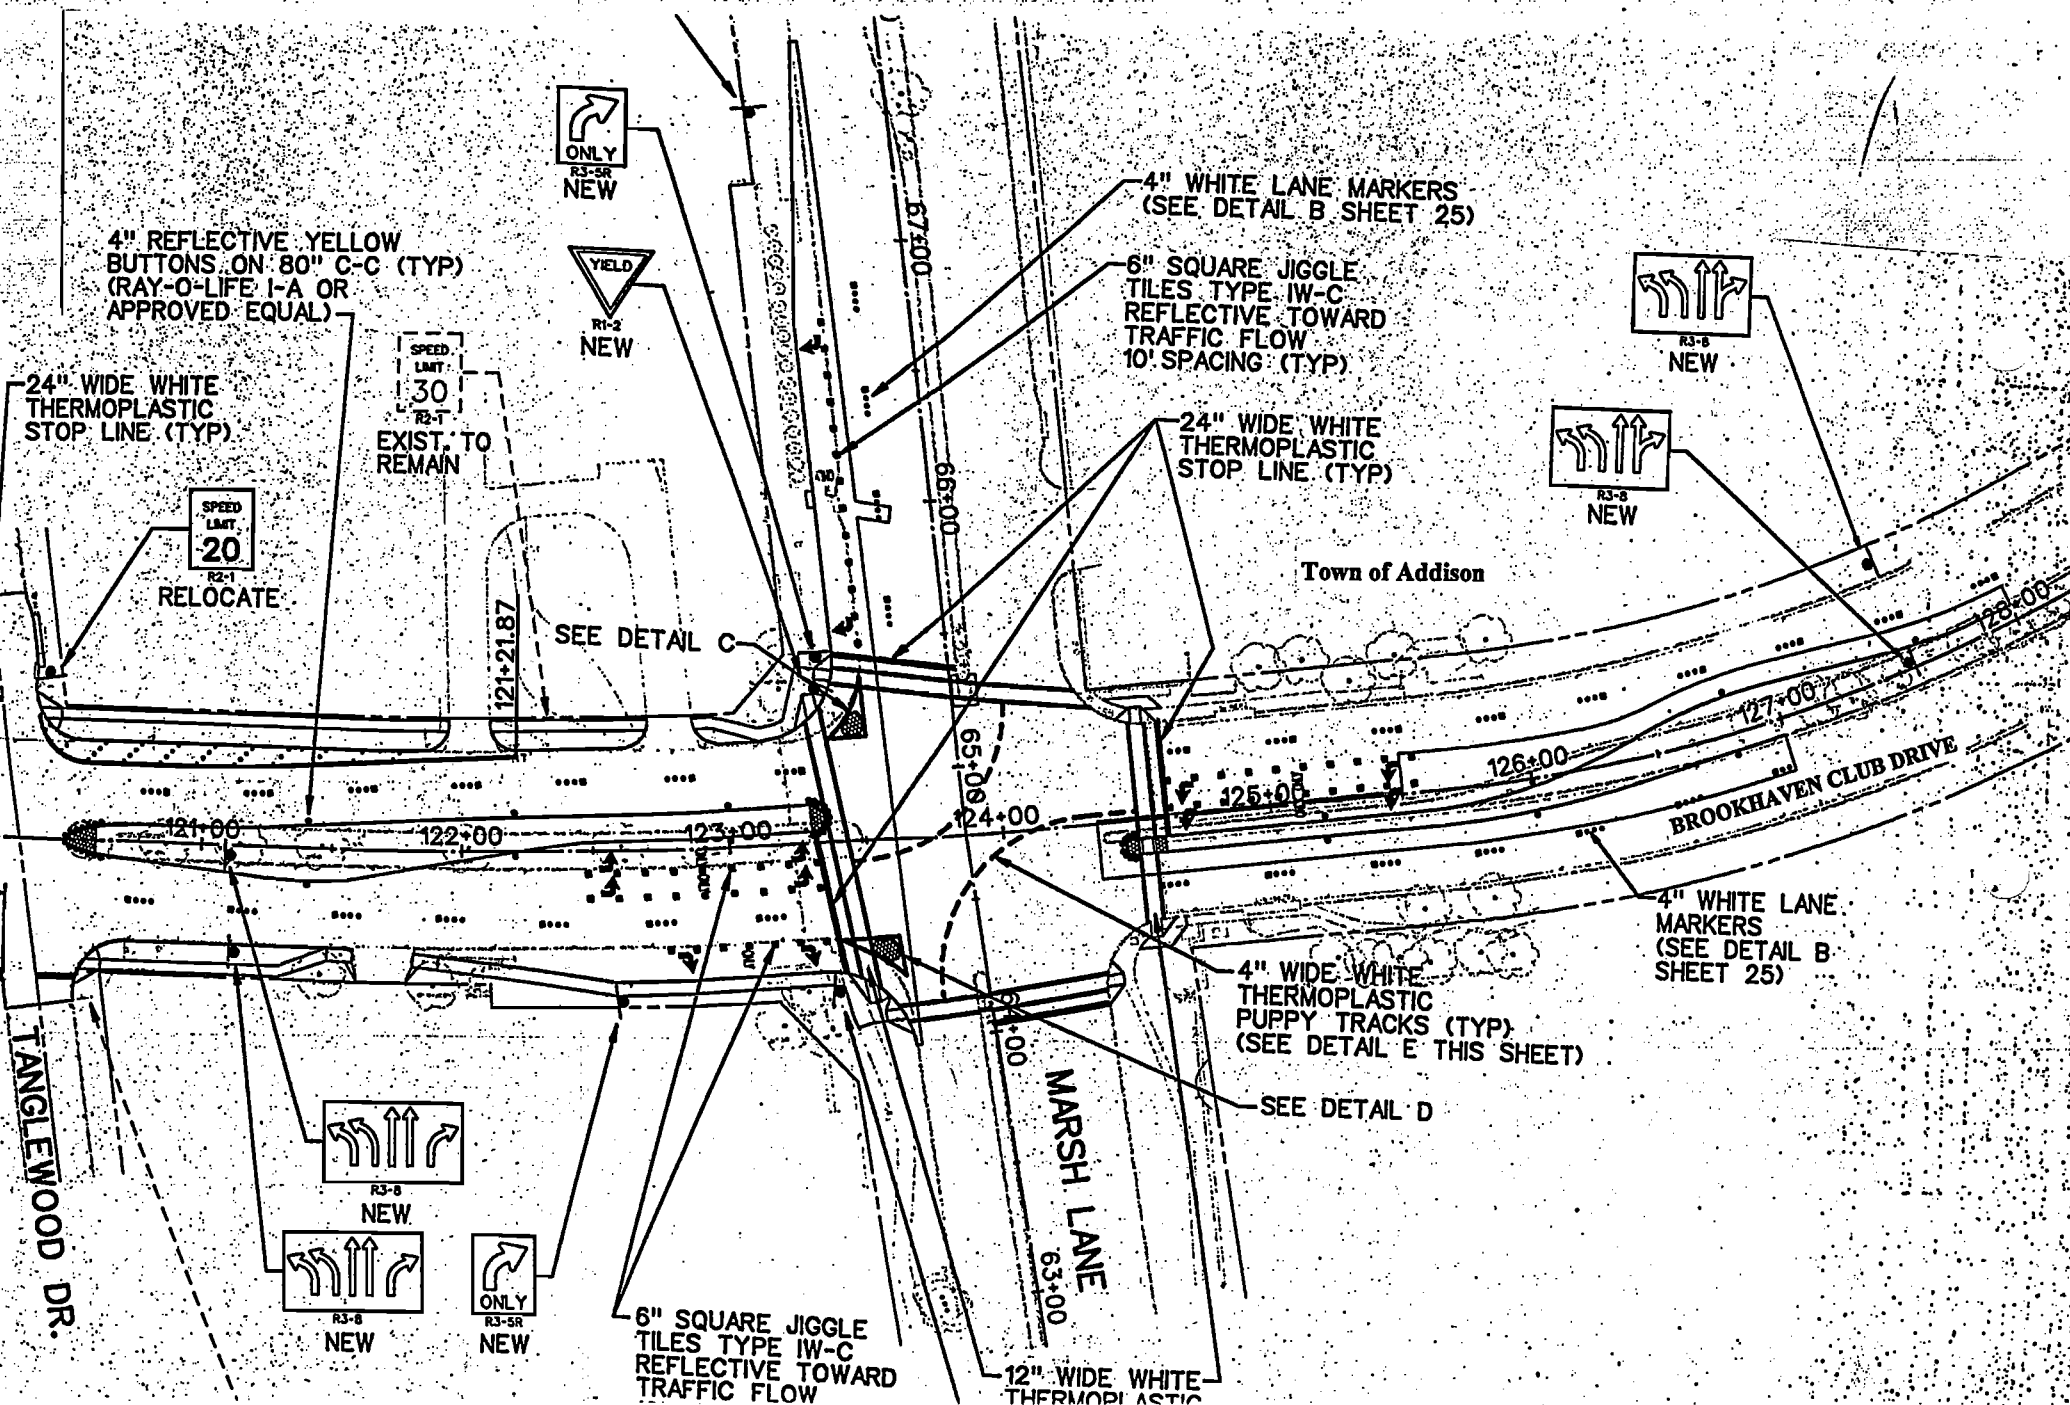 ONLY
R3-5R
NEW
YIELD
R1-2
NEW
4" REFLECTIVE YELLOW
BUTTONS ON 80" C-C (TYP)
(RAY-O-LIFE 1-A OR
APPROVED EQUAL)
SPEED
LIMIT
30
R2-1
EXIST. TO
REMAIN
24" WIDE WHITE
THERMOPLASTIC
STOP LINE (TYP)
SPEED
LIMIT
20
R2-1
RELOCATE
121+21.87
SEE DETAIL C
4" WHITE LANE MARKERS
(SEE DETAIL B SHEET 25)
6" SQUARE JIGGLE
TILES TYPE IW-C
REFLECTIVE TOWARD
TRAFFIC FLOW
10' SPACING (TYP)
24" WIDE WHITE
THERMOPLASTIC
STOP LINE (TYP)
67+00
66+00
65+00
63+00
R3-8
NEW
R3-8
NEW
Town of Addison
121+00
122+00
123+00
124+00
125+00
126+00
127+00
128+00
BROOKHAVEN CLUB DRIVE
4" WHITE LANE
MARKERS
(SEE DETAIL B
SHEET 25)
4" WIDE WHITE
THERMOPLASTIC
PUPPY TRACKS (TYP)
(SEE DETAIL E THIS SHEET)
SEE DETAIL D
MARSH LANE
TANGLEWOOD DR.
R3-8
NEW
R3-8
NEW
ONLY
R3-5R
NEW
6" SQUARE JIGGLE
TILES TYPE IW-C
REFLECTIVE TOWARD
TRAFFIC FLOW
12" WIDE WHITE
THERMOPLASTIC